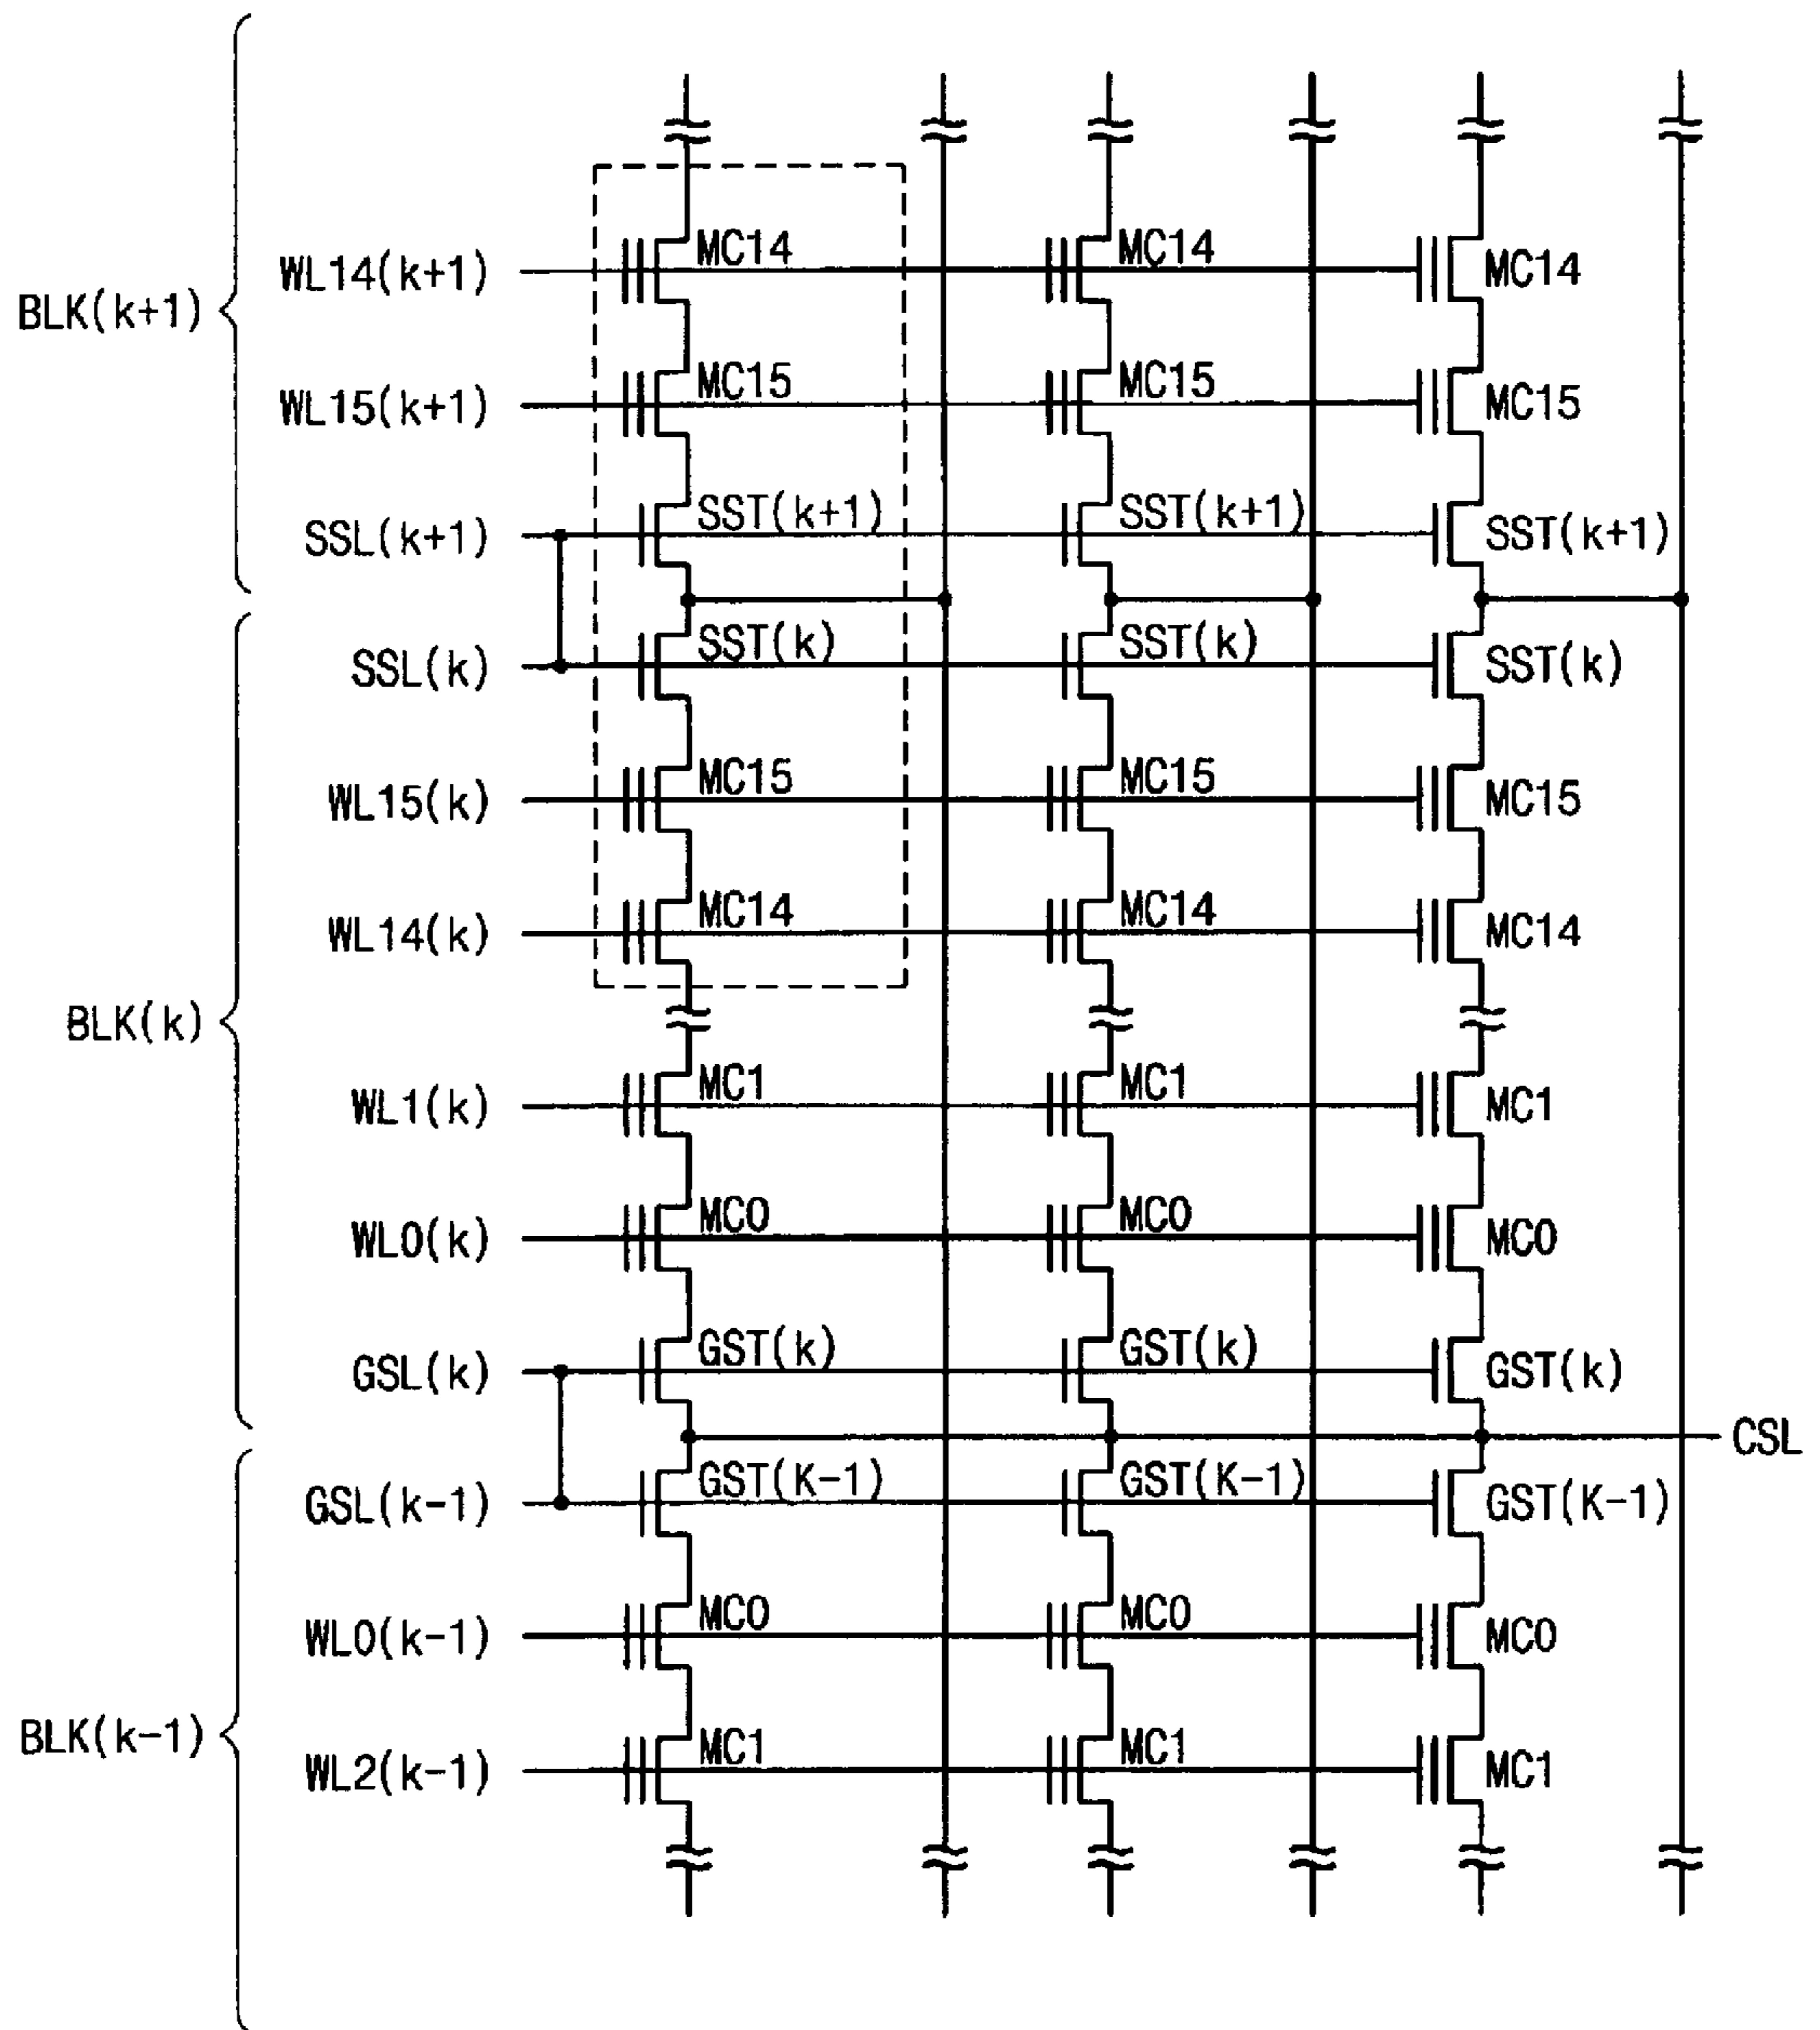 WL14(k+1) MC14 MC14 MC14
BLK(k+1)
WL15(k+1) MC15 MC15 MC15
SSL(k+1) SST(k+1) SST(k+1) SST(k+1)
SSL(k) SST(k) SST(k) SST(k)
WL15(k) MC15 MC15 MC15
WL14(k) MC14 MC14 MC14
BLK(k)
WL1(k) MC1 MC1 MC1
WL0(k) MC0 MC0 MC0
GSL(k) GST(k) GST(k) GST(k)
CSL
GSL(k-1) GST(K-1) GST(K-1) GST(K-1)
WL0(k-1) MC0 MC0 MC0
BLK(k-1)
WL2(k-1) MC1 MC1 MC1